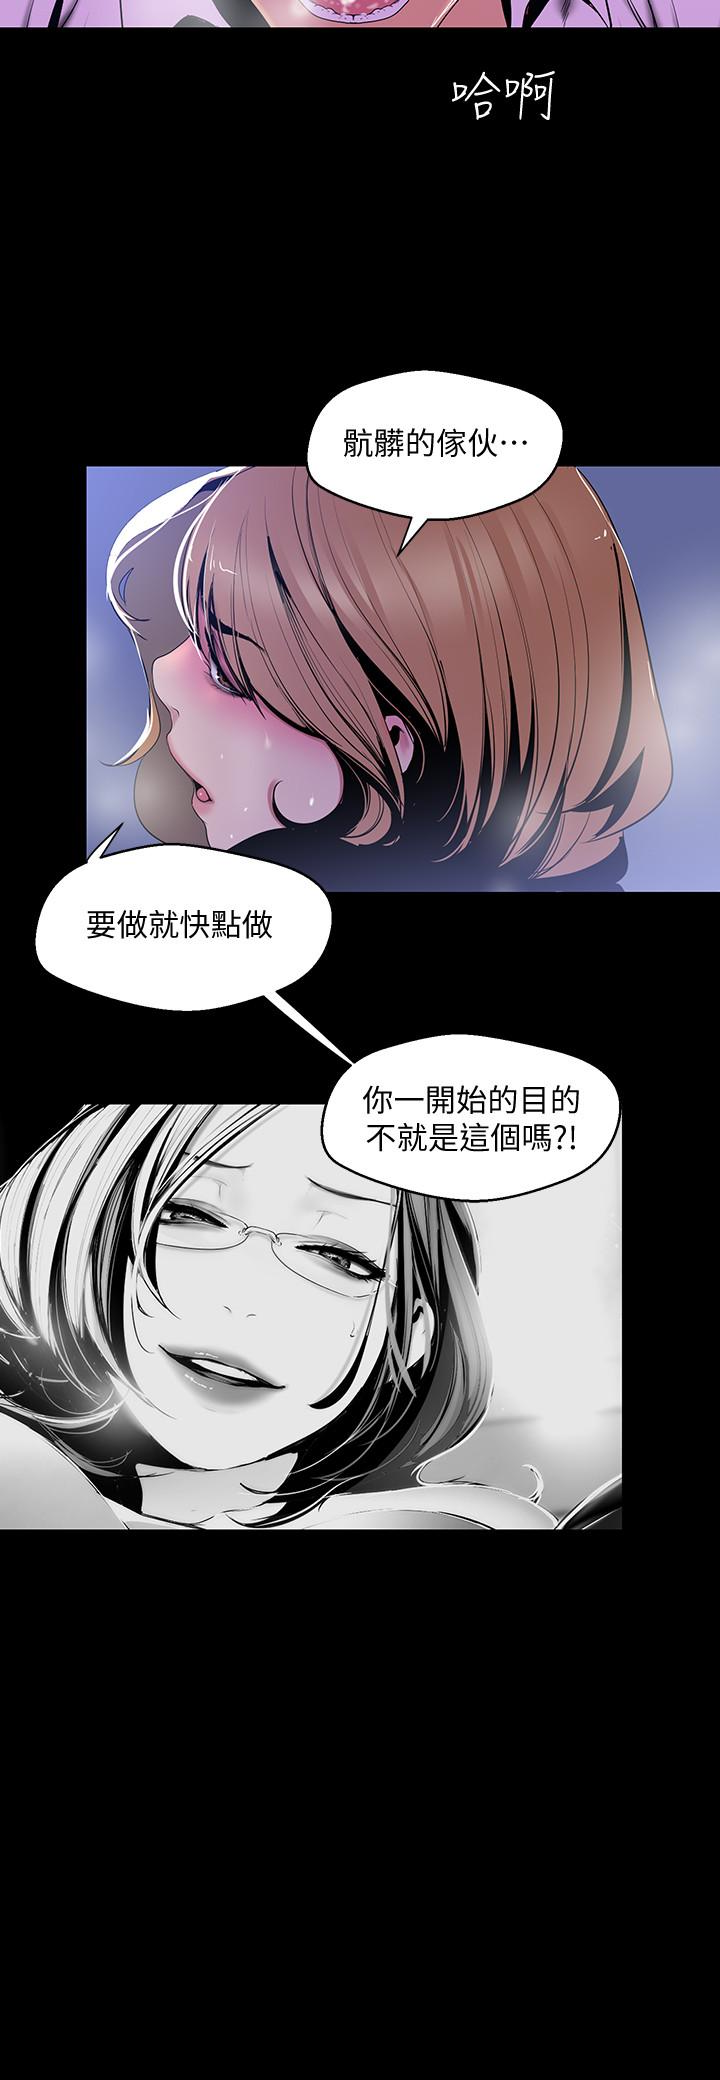 哈啊
骯髒的傢伙…
要做就快點做
你一開始的目的
不就是這個嗎?!